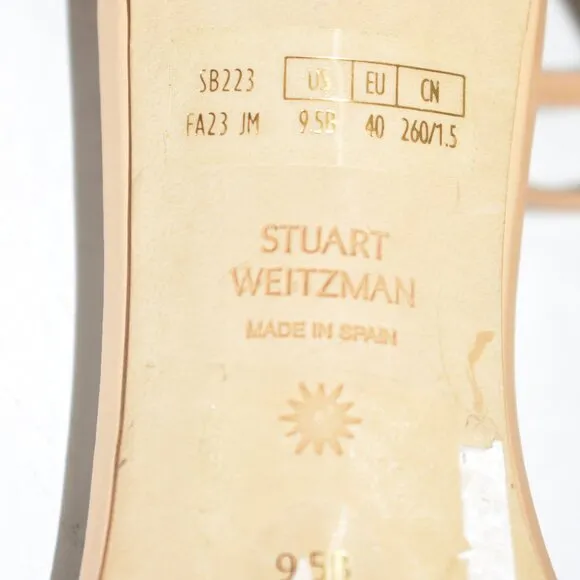 SB223 US EU CN
FA23 JM 9.5B 40 260/1.5
STUART
WEITZMAN
MADE IN SPAIN
9.5B